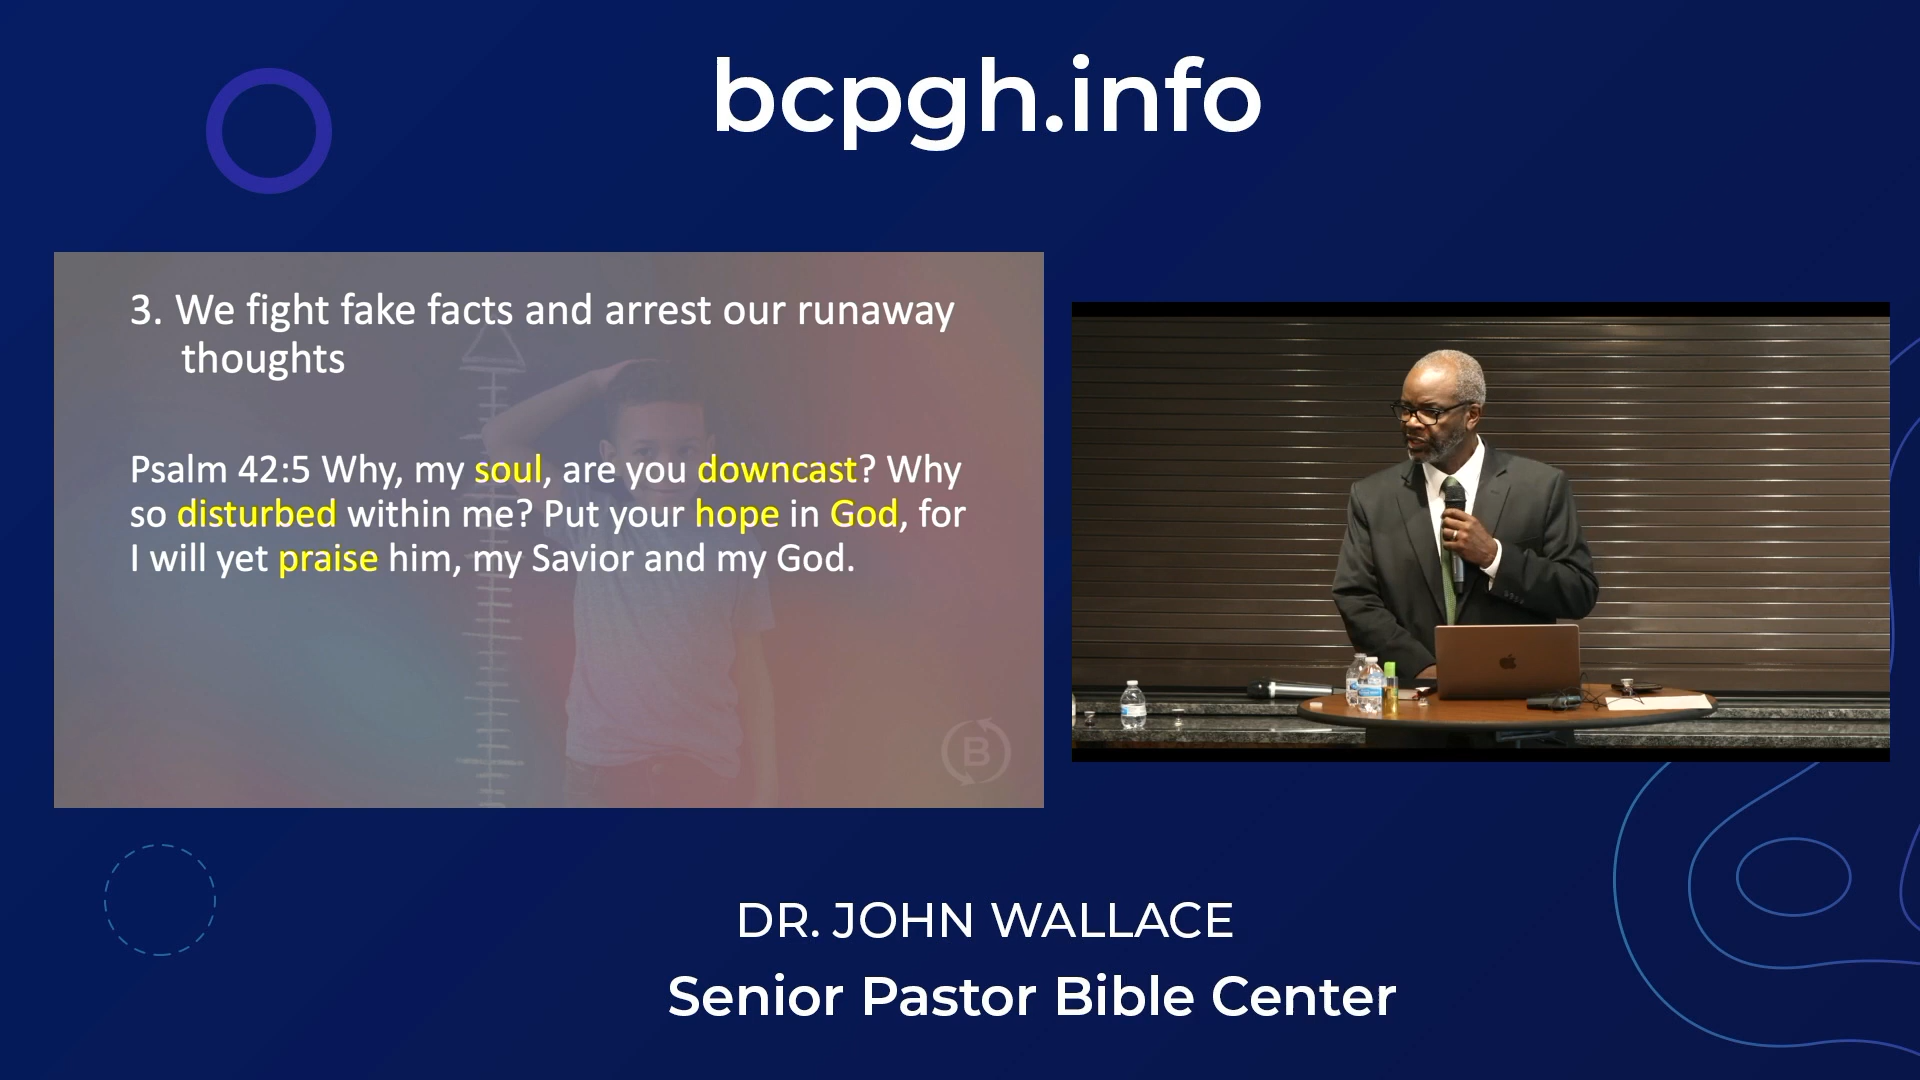 bcpgh.info
3. We fight fake facts and arrest our runaway
thoughts
Psalm 42:5 Why, my soul, are you downcast? Why
so disturbed within me? Put your hope in God, for
I will yet praise him, my Savior and my God.
B
DR. JOHN WALLACE
Senior Pastor Bible Center